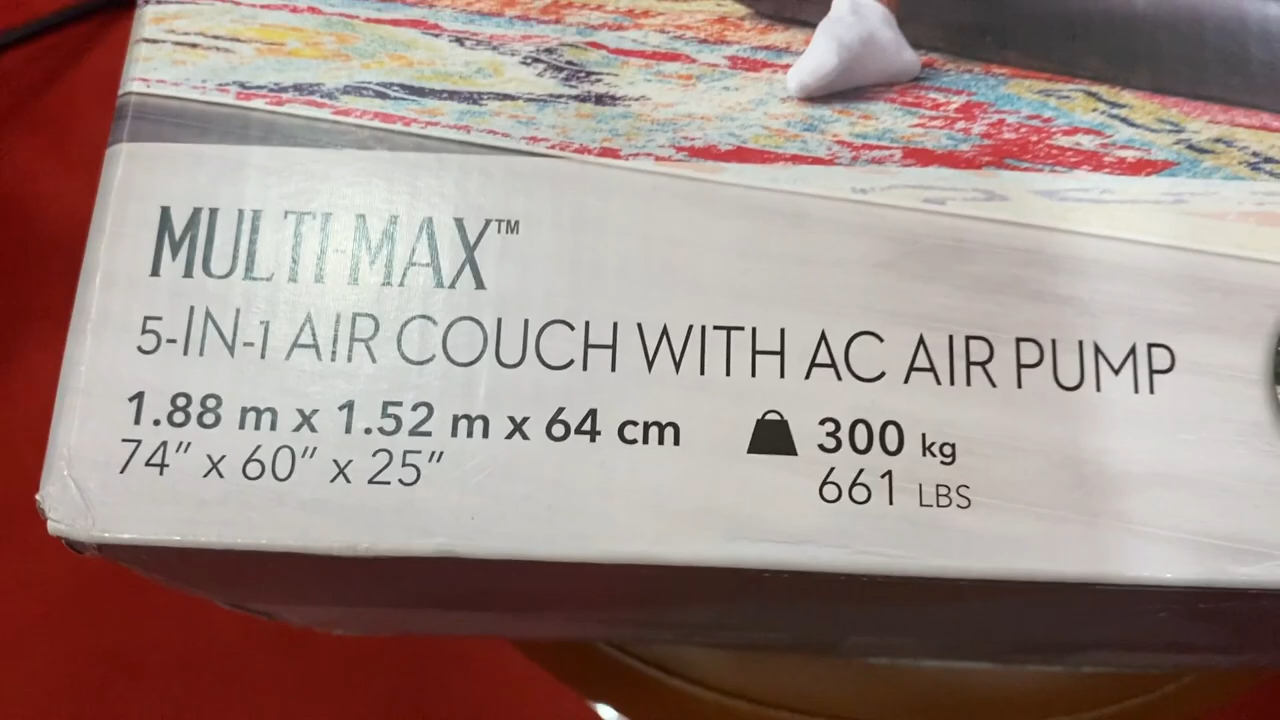 MULTI-MAX™
5-IN-1 AIR COUCH WITH AC AIR PUMP
1.88 m x 1.52 m x 64 cm
74" x 60" x 25"
300 kg
661 LBS